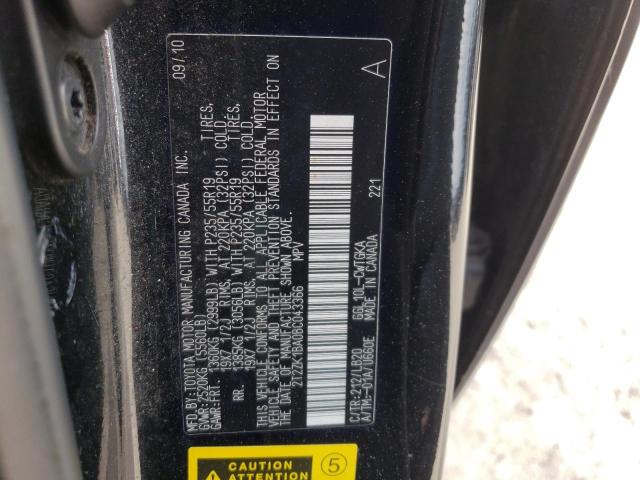 MFD.BY:TOYOTA MOTOR MANUFACTURING CANADA INC. 09/10
GVWR:2520KG(5560LB)
GAWR:FRT. 1360KG(2999LB)WITH P235/55R19 TIRES,
19X7 1/2J RIMS, AT 220KPA (32PSI) COLD.
RR. 1385KG(3056LB)WITH P235/55R19 TIRES,
19X7 1/2J RIMS, AT 220KPA (32PSI) COLD.
THIS VEHICLE CONFORMS TO ALL APPLICABLE FEDERAL MOTOR
VEHICLE SAFETY AND THEFT PREVENTION STANDARDS IN EFFECT ON
THE DATE OF MANUFACTURE SHOWN ABOVE.
2T2ZK1BA0BC043366 MPV A
221
C/TR:212/LB20 GGL10L-CWTGKA
A/TM:-01A/U660E MADE IN CANADA
CAUTION 5
ATTENTION